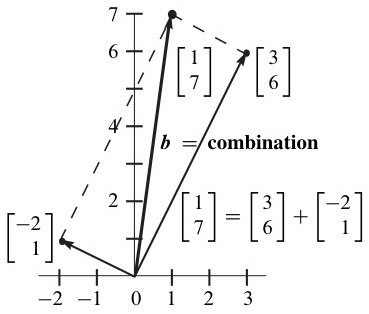 7
6
[1 7] [3 6]
4
b = combination
2
[1 7] = [3 6] + [−2 1]
[−2 1]
−2 −1 0 1 2 3